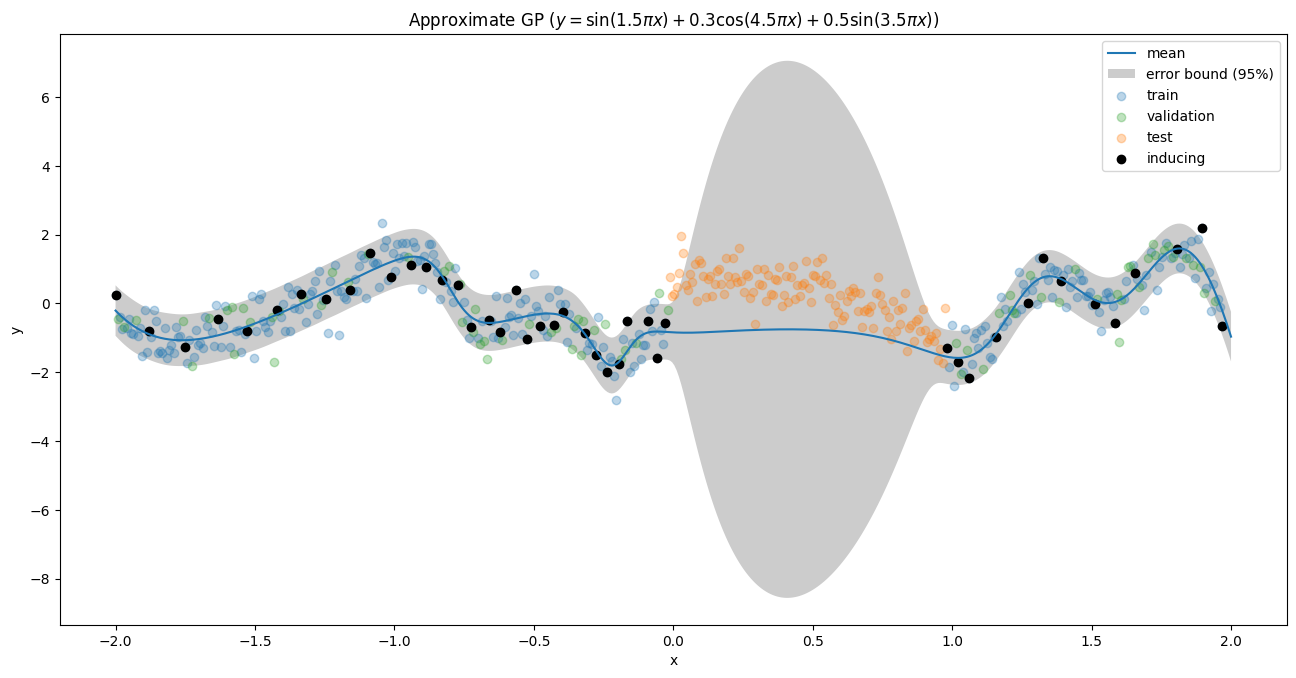 Approximate GP (y = sin(1.5πx) + 0.3cos(4.5πx) + 0.5sin(3.5πx))
mean
error bound (95%)
train
validation
test
inducing
6
4
2
0
−2
−4
−6
−8
y
−2.0 −1.5 −1.0 −0.5 0.0 0.5 1.0 1.5 2.0
x